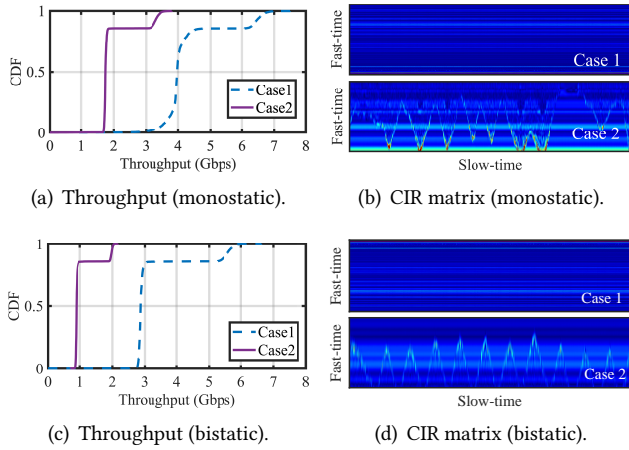 1
0.5
0
CDF
Case1
Case2
0 1 2 3 4 5 6 7 8
Throughput (Gbps)
(a) Throughput (monostatic).
Fast-time
Case 1
Fast-time
Case 2
Slow-time
(b) CIR matrix (monostatic).
1
0.5
0
CDF
Case1
Case2
0 1 2 3 4 5 6 7 8
Throughput (Gbps)
(c) Throughput (bistatic).
Fast-time
Case 1
Fast-time
Case 2
Slow-time
(d) CIR matrix (bistatic).